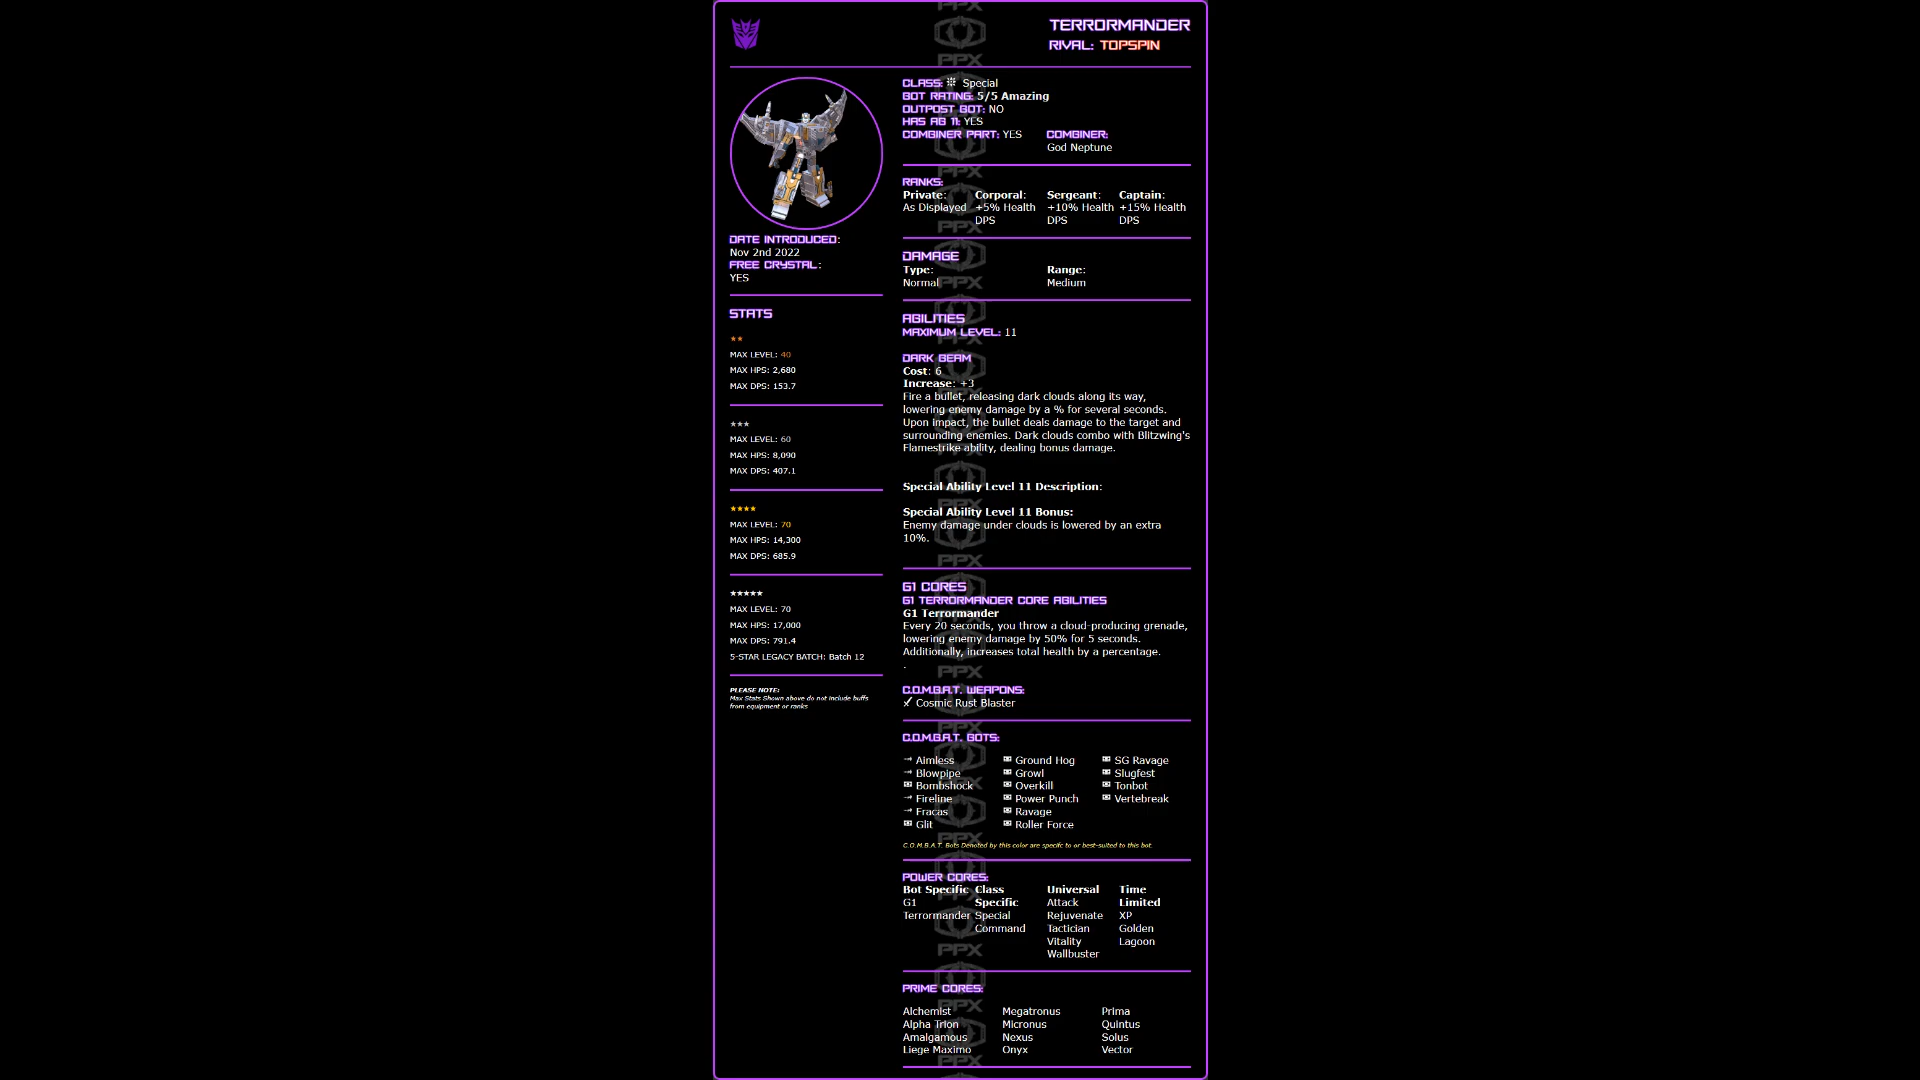 TERRORMANDER
RIVAL: TOPSPIN
DATE INTRODUCED:
Nov 2nd 2022
FREE CRYSTAL:
YES
STATS
★★
MAX LEVEL: 40
MAX HPS: 2,680
MAX DPS: 153.7
★★★
MAX LEVEL: 60
MAX HPS: 8,090
MAX DPS: 407.1
★★★★
MAX LEVEL: 70
MAX HPS: 14,300
MAX DPS: 685.9
★★★★★
MAX LEVEL: 70
MAX HPS: 17,000
MAX DPS: 791.4
5-STAR LEGACY BATCH: Batch 12
PLEASE NOTE:
Max Stats Shown above do not include buffs
from equipment or ranks
CLASS: Special
BOT RATING: 5/5 Amazing
OUTPOST BOT: NO
HAS AB 11: YES
COMBINER PART: YES COMBINER:
God Neptune
RANKS:
Private: Corporal: Sergeant: Captain:
As Displayed +5% Health +10% Health +15% Health
DPS DPS DPS
DAMAGE
Type: Range:
Normal Medium
ABILITIES
MAXIMUM LEVEL: 11
DARK BEAM
Cost: 6
Increase: +3
Fire a bullet, releasing dark clouds along its way,
lowering enemy damage by a % for several seconds.
Upon impact, the bullet deals damage to the target and
surrounding enemies. Dark clouds combo with Blitzwing's
Flamestrike ability, dealing bonus damage.
Special Ability Level 11 Description:
Special Ability Level 11 Bonus:
Enemy damage under clouds is lowered by an extra
10%.
G1 CORES
G1 TERRORMANDER CORE ABILITIES
G1 Terrormander
Every 20 seconds, you throw a cloud-producing grenade,
lowering enemy damage by 50% for 5 seconds.
Additionally, increases total health by a percentage.
.
C.O.M.B.A.T. WEAPONS:
Cosmic Rust Blaster
C.O.M.B.A.T. BOTS:
Aimless Ground Hog SG Ravage
Blowpipe Growl Slugfest
Bombshock Overkill Tonbot
Fireline Power Punch Vertebreak
Fracas Ravage
Glit Roller Force
C.O.M.B.A.T. Bots Denoted by this color are specifc to or best-suited to this bot.
POWER CORES:
Bot Specific Class Universal Time
G1 Specific Attack Limited
Terrormander Special Rejuvenate XP
Command Tactician Golden
Vitality Lagoon
Wallbuster
PRIME CORES:
Alchemist Megatronus Prima
Alpha Trion Micronus Quintus
Amalgamous Nexus Solus
Liege Maximo Onyx Vector
PPX